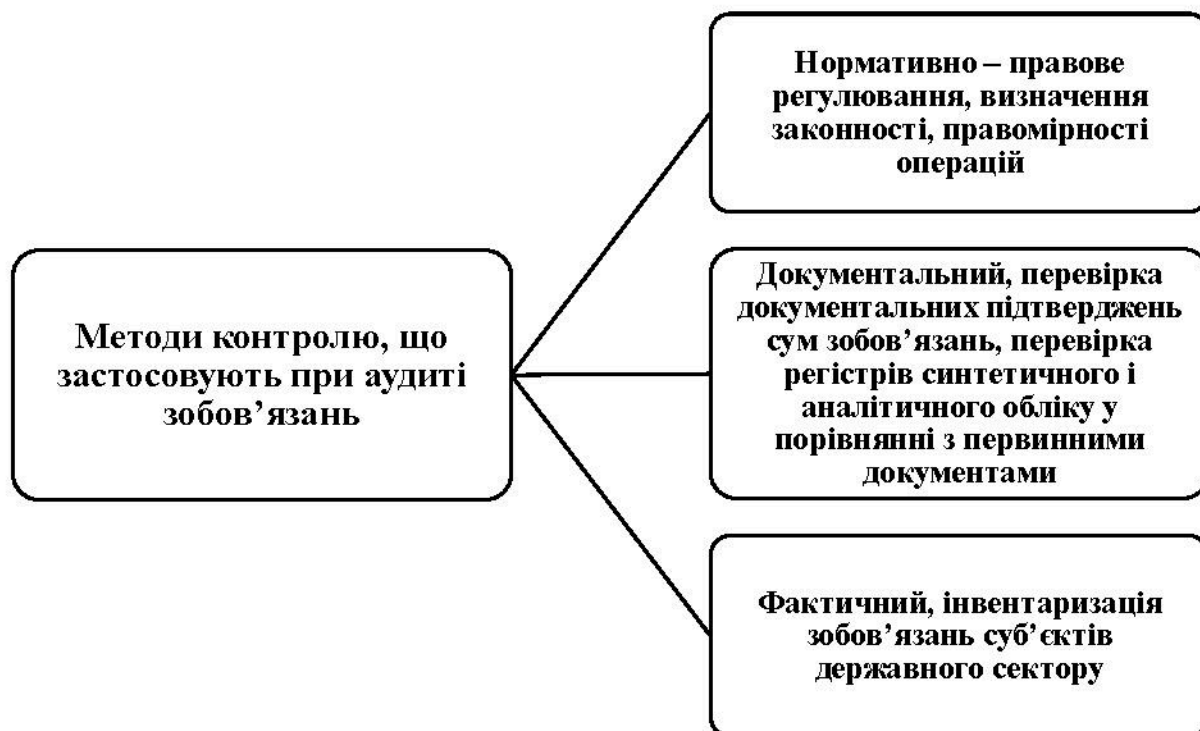 Методи контролю, що
застосовують при аудиті
зобов’язань
Нормативно – правове
регулювання, визначення
законності, правомірності
операцій
Документальний, перевірка
документальних підтверджень
сум зобов’язань, перевірка
регістрів синтетичного і
аналітичного обліку у
порівнянні з первинними
документами
Фактичний, інвентаризація
зобов’язань суб’єктів
державного сектору